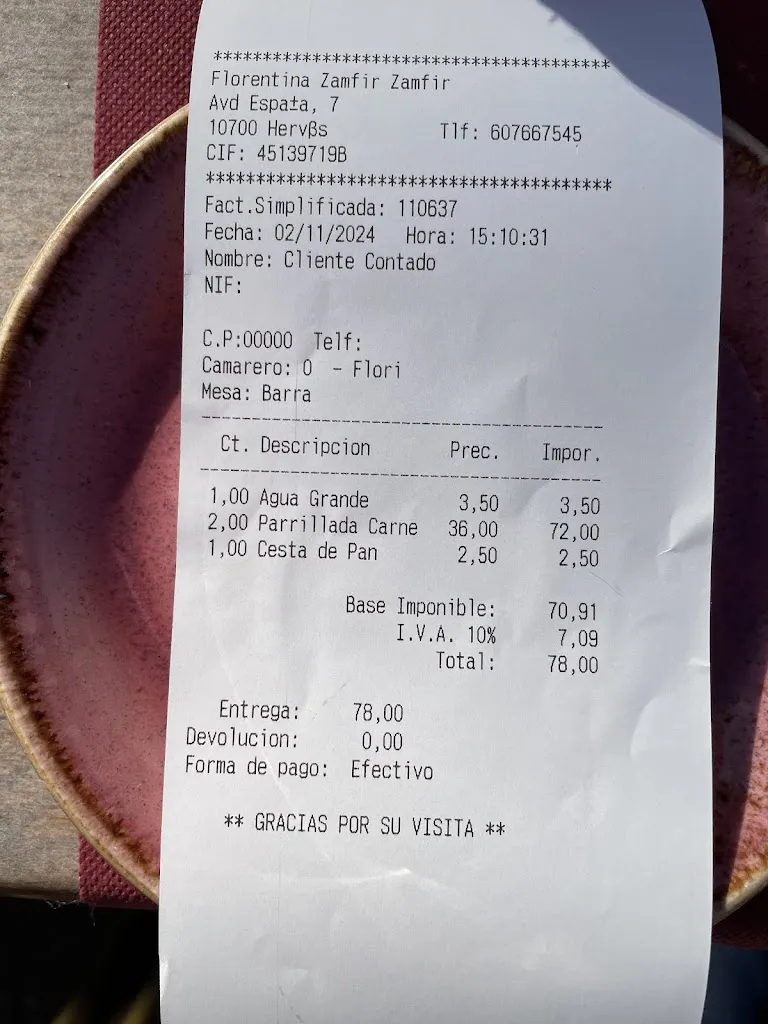 ****************************************
Florentina Zamfir Zamfir
Avd Espa±a, 7
10700 Hervβs Tlf: 607667545
CIF: 45139719B
****************************************
Fact.Simplificada: 110637
Fecha: 02/11/2024 Hora: 15:10:31
Nombre: Cliente Contado
NIF:
C.P:00000 Telf:
Camarero: 0 - Flori
Mesa: Barra
----------------------------------------
Ct. Descripcion Prec. Impor.
----------------------------------------
1,00 Agua Grande 3,50 3,50
2,00 Parrillada Carne 36,00 72,00
1,00 Cesta de Pan 2,50 2,50
Base Imponible: 70,91
I.V.A. 10% 7,09
Total: 78,00
Entrega: 78,00
Devolucion: 0,00
Forma de pago: Efectivo
** GRACIAS POR SU VISITA **